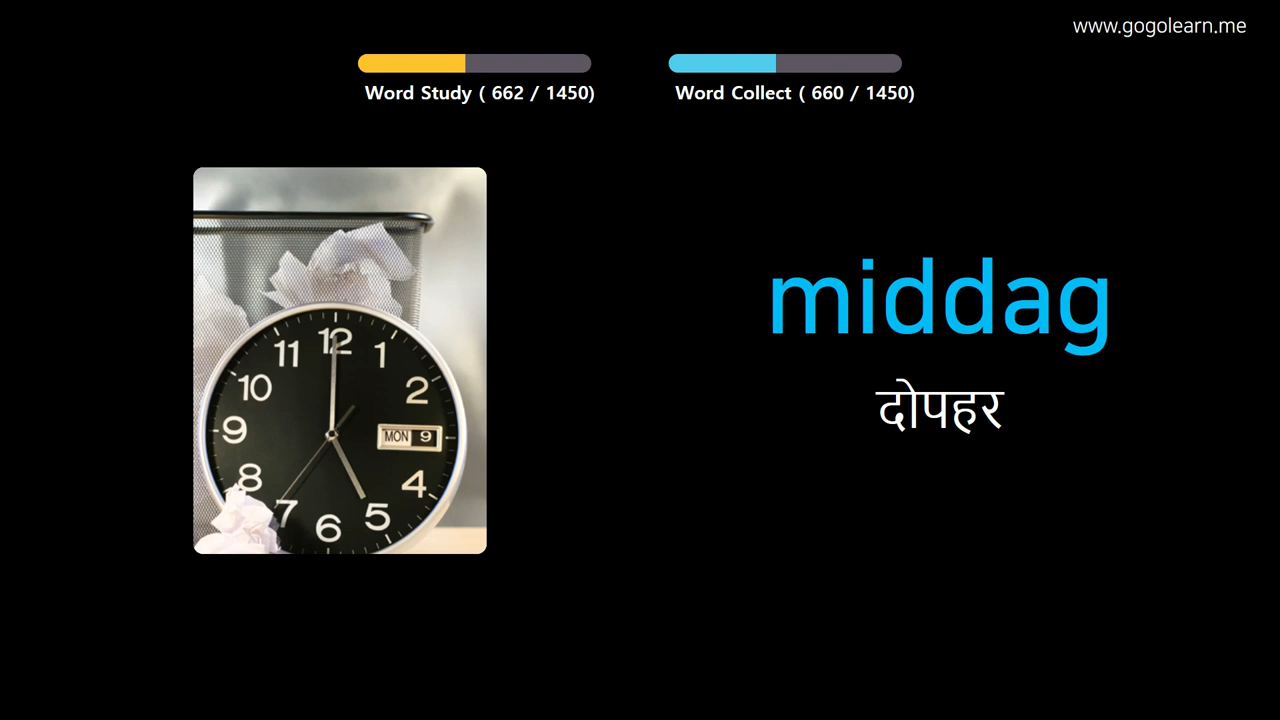 www.gogolearn.me
Word Study ( 662 / 1450)
Word Collect ( 660 / 1450)
12
11
1
10
2
9
MON 9
8
4
7
5
6
middag
दोपहर